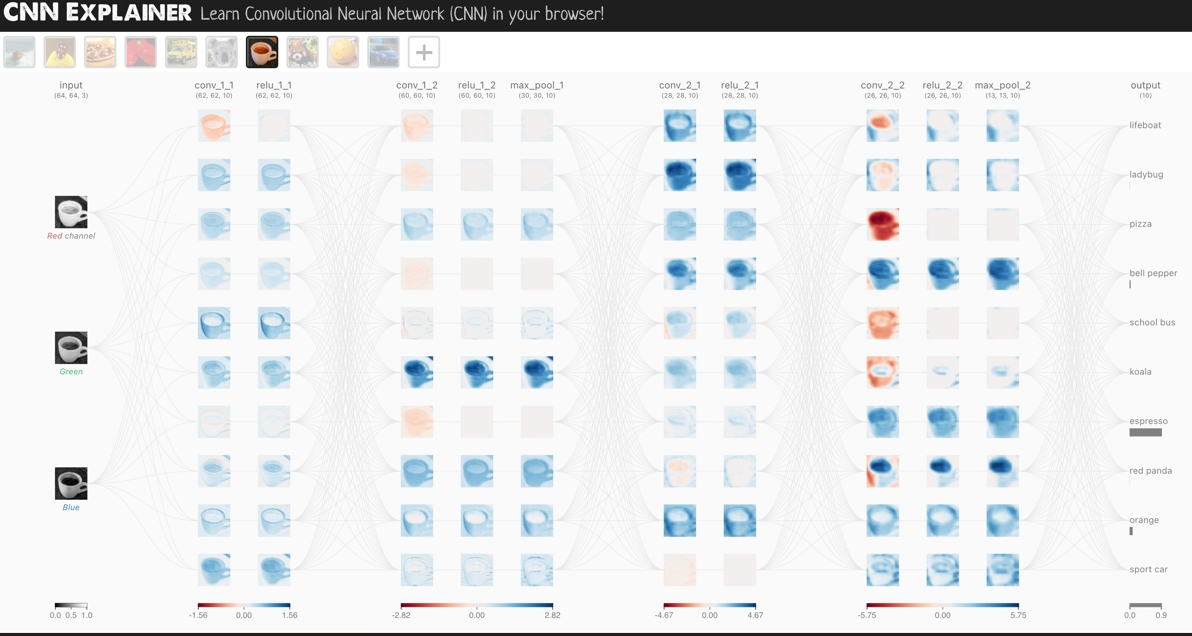 CNN EXPLAINER Learn Convolutional Neural Network (CNN) in your browser!
input conv_1_1 relu_1_1 conv_1_2 relu_1_2 max_pool_1 conv_2_1 relu_2_1 conv_2_2 relu_2_2 max_pool_2 output
(64, 64, 3) (62, 62, 10) (62, 62, 10) (60, 60, 10) (60, 60, 10) (30, 30, 10) (28, 28, 10) (28, 28, 10) (26, 26, 10) (26, 26, 10) (13, 13, 10) (10)
lifeboat
ladybug
pizza
Red channel
bell pepper
school bus
Green
koala
espresso
red panda
Blue
orange
sport car
0.0 0.5 1.0 -1.56 0.00 1.56 -2.82 0.00 2.82 -4.67 0.00 4.67 -5.75 0.00 5.75 0.0 0.9